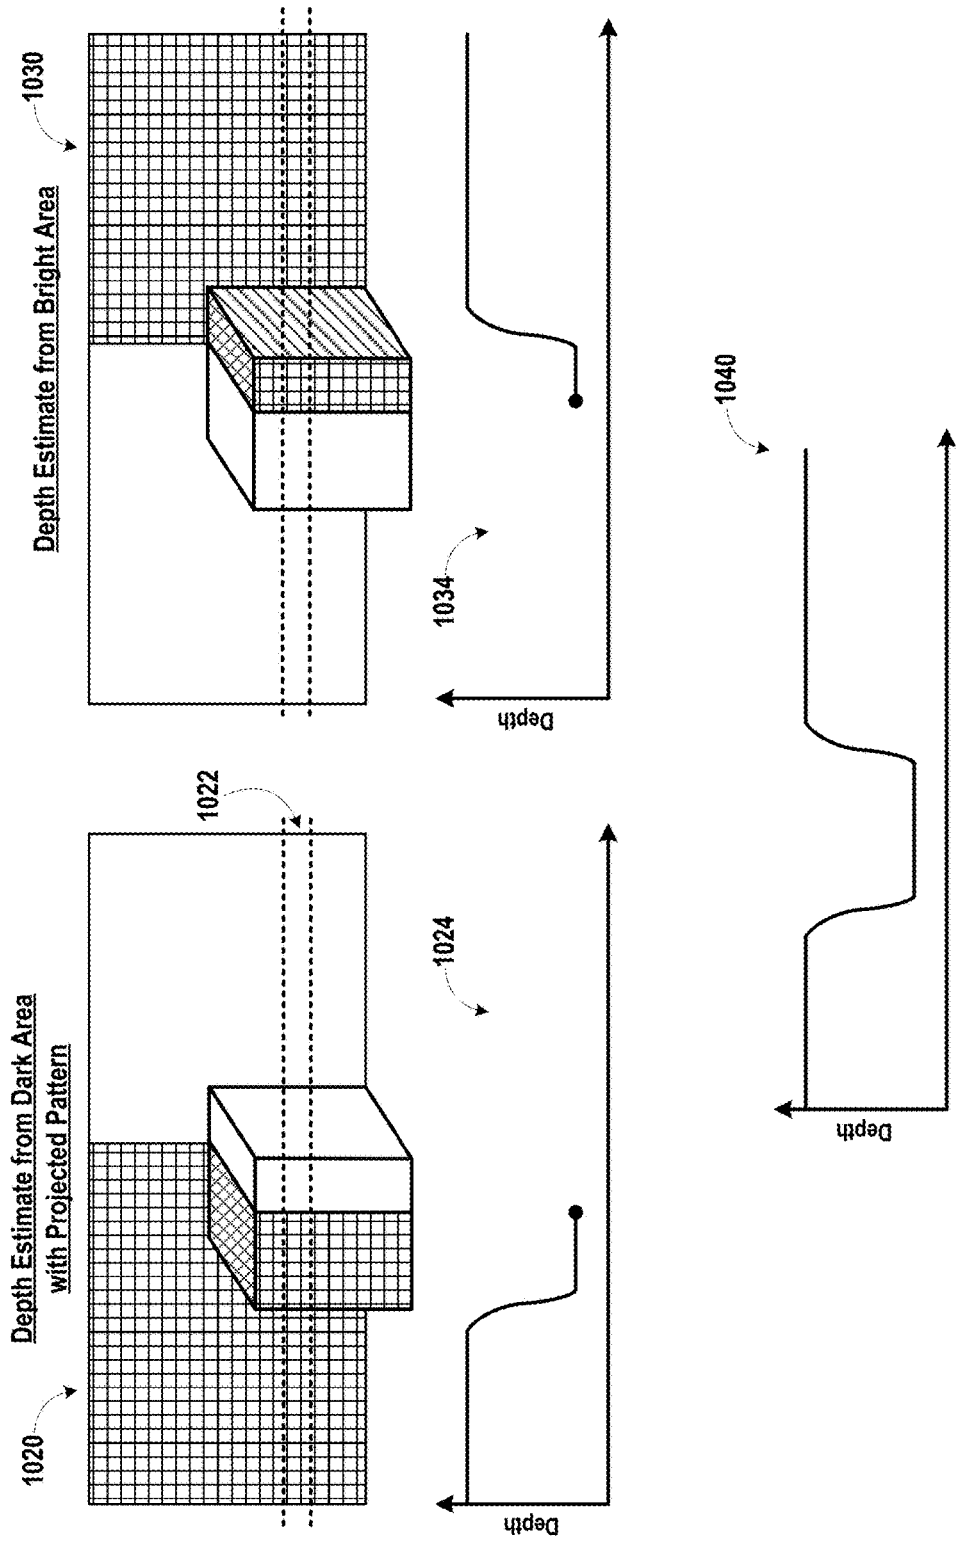 Depth Estimate from Dark Area
with Projected Pattern
1020
1022
1024
Depth
Depth Estimate from Bright Area
1030
1034
Depth
1040
Depth